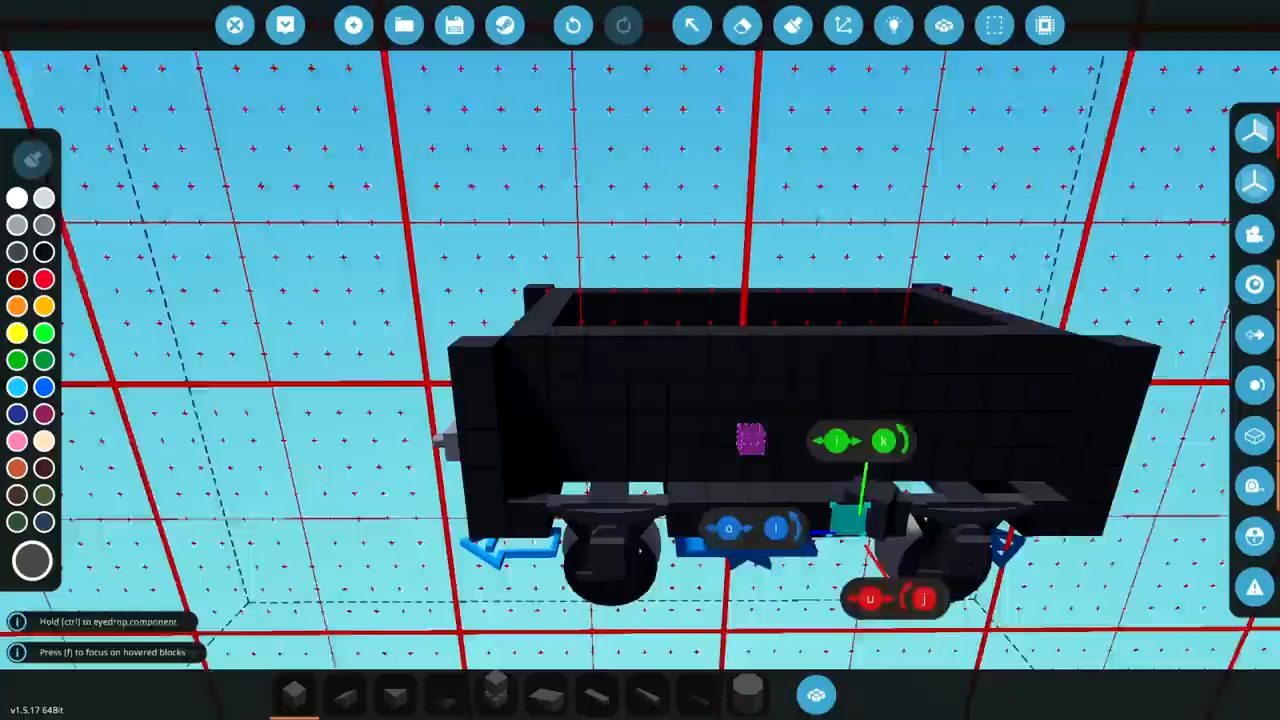 i k
o l
u j
Hold [ctrl] to eyedrop component.
Press [f] to focus on hovered blocks
v1.5.17 64Bit